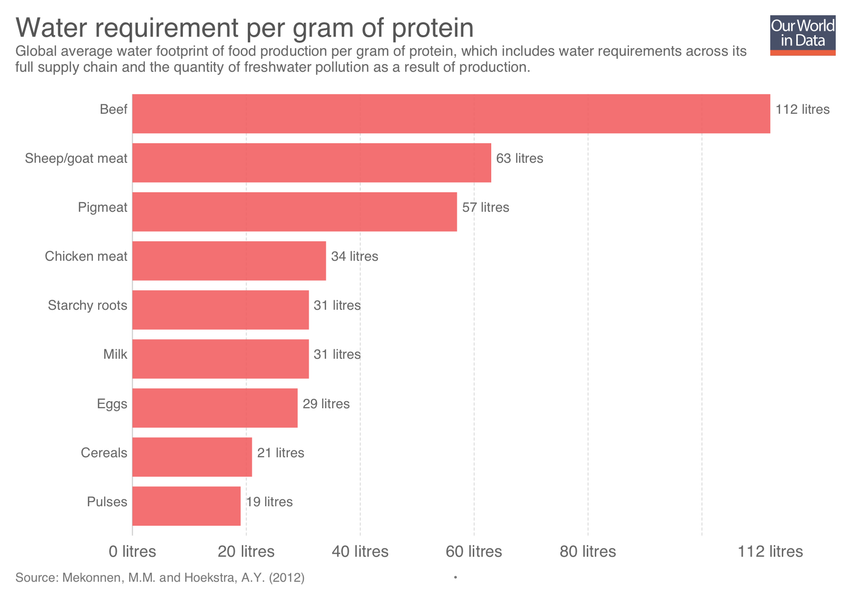 Water requirement per gram of protein
Our World
in Data
Global average water footprint of food production per gram of protein, which includes water requirements across its
full supply chain and the quantity of freshwater pollution as a result of production.
Beef 112 litres
Sheep/goat meat 63 litres
Pigmeat 57 litres
Chicken meat 34 litres
Starchy roots 31 litres
Milk 31 litres
Eggs 29 litres
Cereals 21 litres
Pulses 19 litres
0 litres 20 litres 40 litres 60 litres 80 litres 112 litres
Source: Mekonnen, M.M. and Hoekstra, A.Y. (2012) •